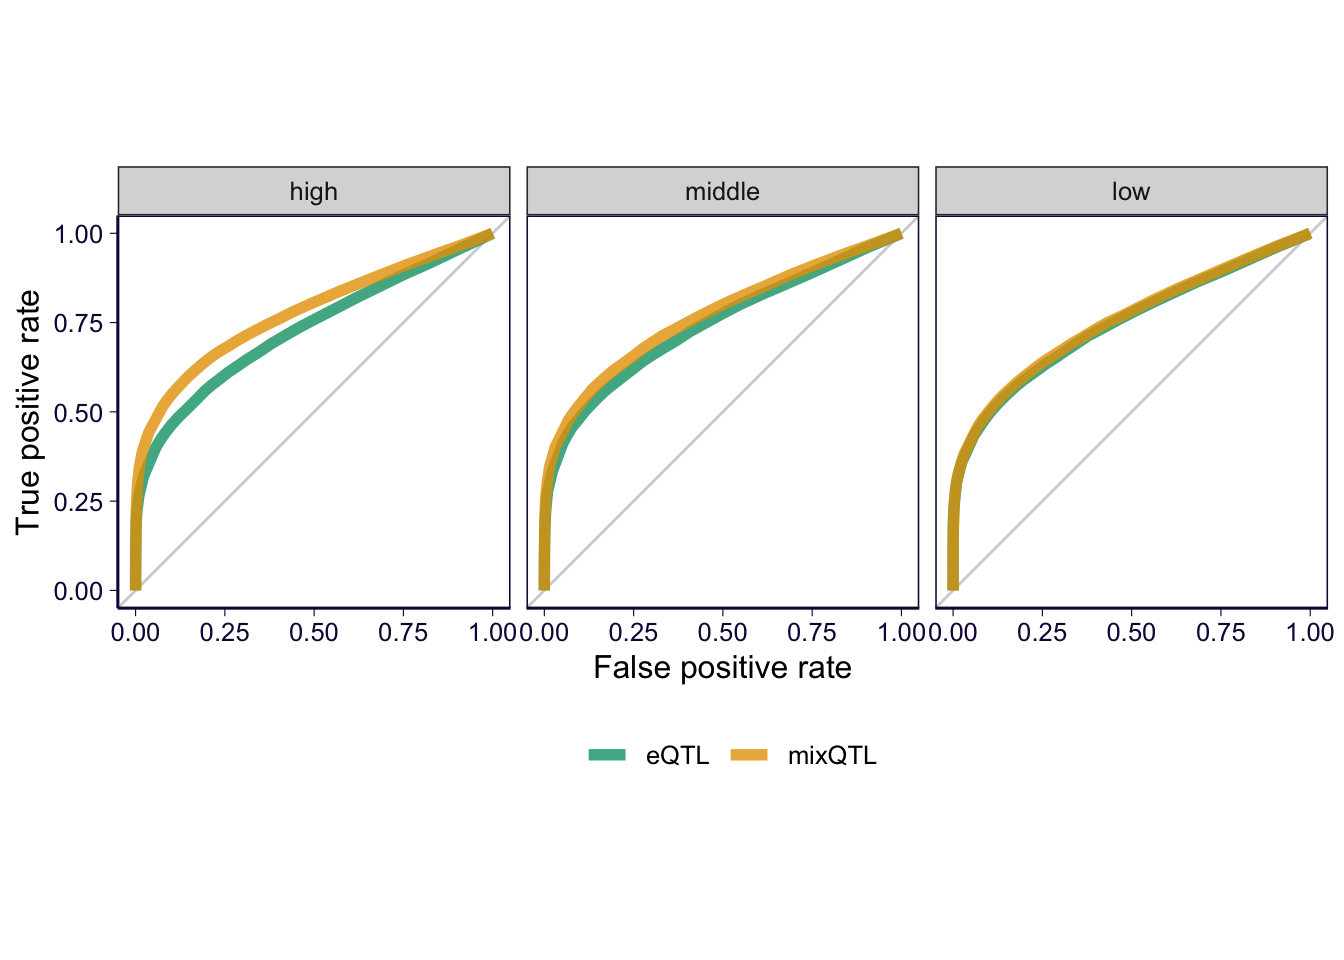 high middle low
True positive rate
1.00
0.75
0.50
0.25
0.00
0.00 0.25 0.50 0.75 1.00 0.00 0.25 0.50 0.75 1.00 0.00 0.25 0.50 0.75 1.00
False positive rate
eQTL mixQTL